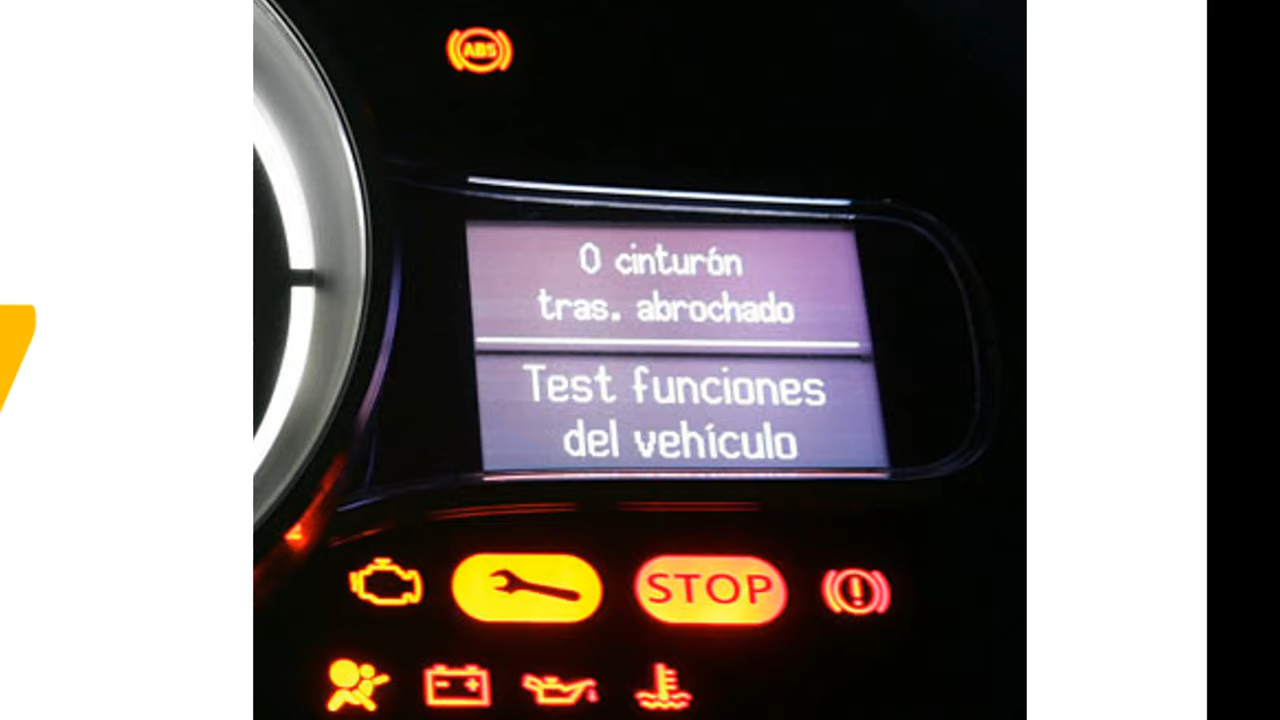 ABS
0 cinturón
tras. abrochado
Test funciones
del vehículo
STOP